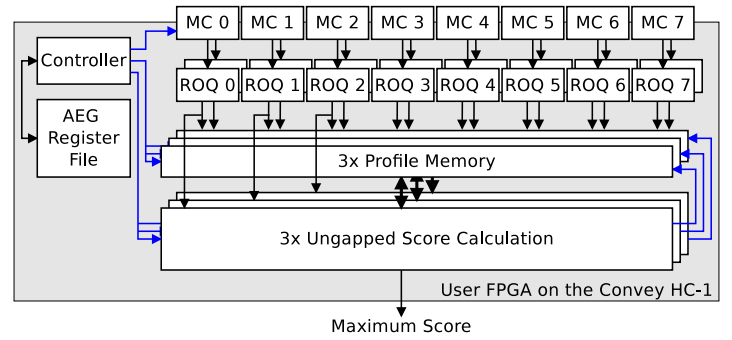 MC 0 MC 1 MC 2 MC 3 MC 4 MC 5 MC 6 MC 7
Controller
ROQ 0 ROQ 1 ROQ 2 ROQ 3 ROQ 4 ROQ 5 ROQ 6 ROQ 7
AEG
Register
File
3x Profile Memory
3x Ungapped Score Calculation
User FPGA on the Convey HC-1
Maximum Score